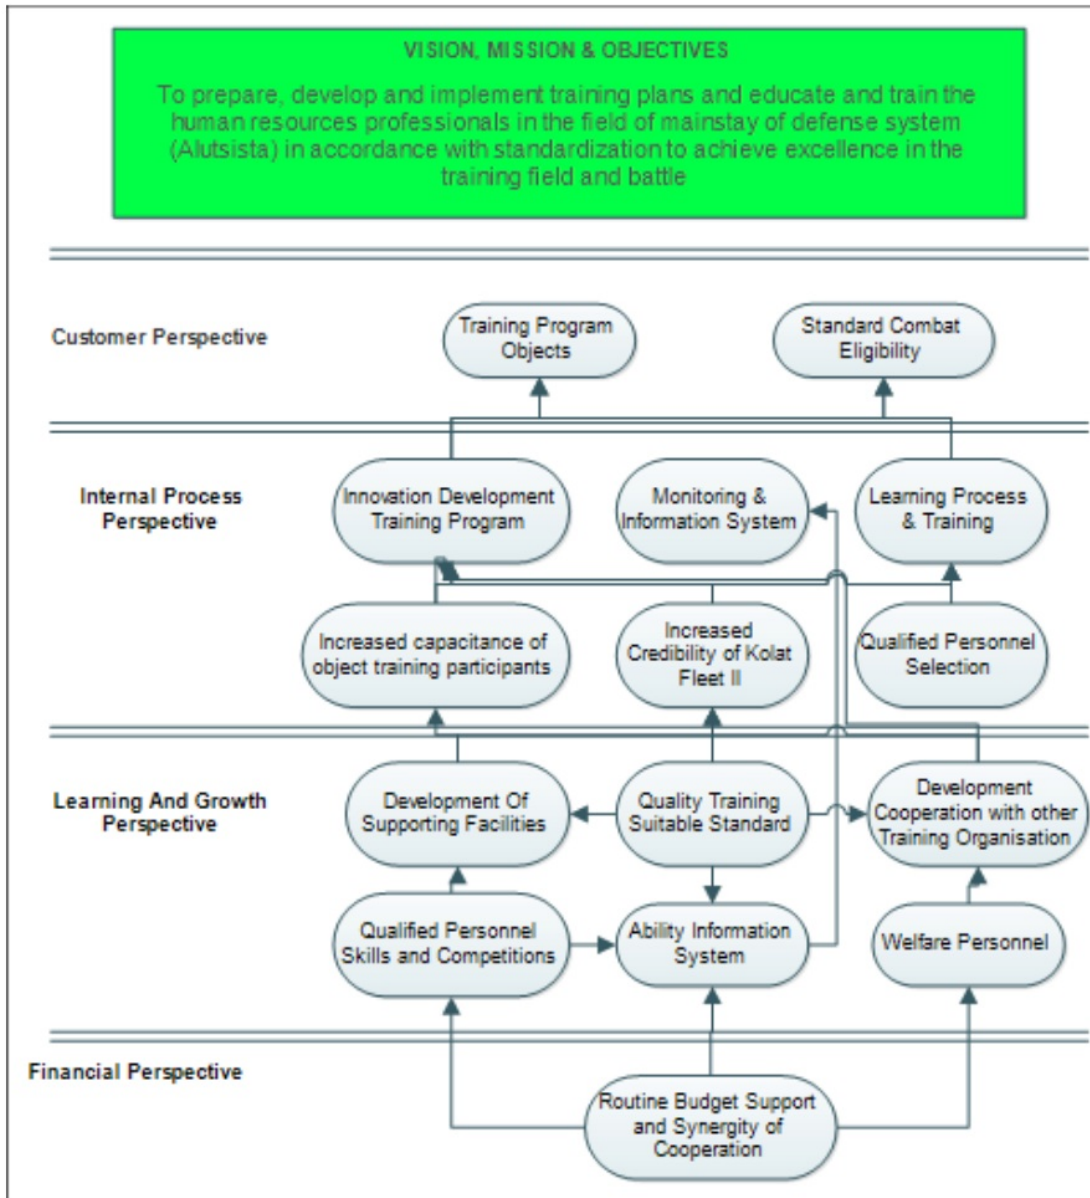 VISION, MISSION & OBJECTIVES
To prepare, develop and implement training plans and educate and train the
human resources professionals in the field of mainstay of defense system
(Alutsista) in accordance with standardization to achieve excellence in the
training field and battle
Customer Perspective
Training Program
Objects
Standard Combat
Eligibility
Internal Process
Perspective
Innovation Development
Training Program
Monitoring &
Information System
Learning Process
& Training
Increased capacitance of
object training participants
Increased
Credibility of Kolat
Fleet II
Qualified Personnel
Selection
Learning And Growth
Perspective
Development Of
Supporting Facilities
Quality Training
Suitable Standard
Development
Cooperation with other
Training Organisation
Qualified Personnel
Skills and Competitions
Ability Information
System
Welfare Personnel
Financial Perspective
Routine Budget Support
and Synergity of
Cooperation